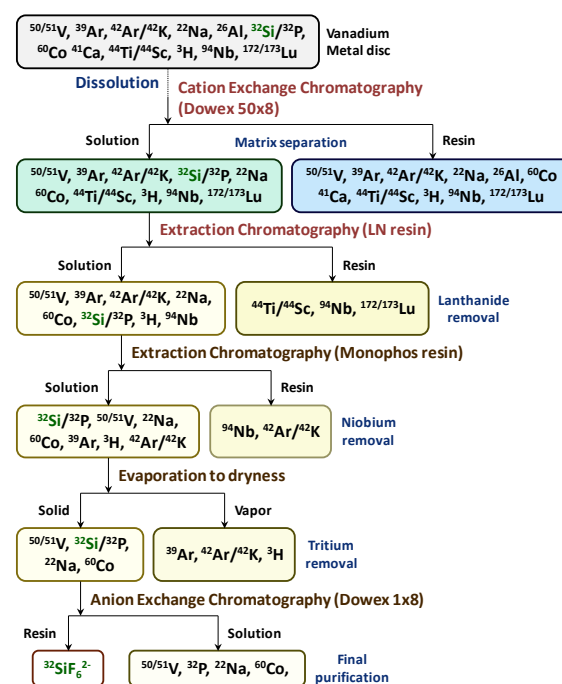 ⁵⁰/⁵¹V, ³⁹Ar, ⁴²Ar/⁴²K, ²²Na, ²⁶Al, ³²Si/³²P,
⁶⁰Co ⁴¹Ca, ⁴⁴Ti/⁴⁴Sc, ³H, ⁹⁴Nb, ¹⁷²/¹⁷³Lu
Vanadium
Metal disc
Dissolution
Cation Exchange Chromatography
(Dowex 50x8)
Solution
Matrix separation
Resin
⁵⁰/⁵¹V, ³⁹Ar, ⁴²Ar/⁴²K, ³²Si/³²P, ²²Na
⁶⁰Co, ⁴⁴Ti/⁴⁴Sc, ³H, ⁹⁴Nb, ¹⁷²/¹⁷³Lu
⁵⁰/⁵¹V, ³⁹Ar, ⁴²Ar/⁴²K, ²²Na, ²⁶Al, ⁶⁰Co
⁴¹Ca, ⁴⁴Ti/⁴⁴Sc, ³H, ⁹⁴Nb, ¹⁷²/¹⁷³Lu
Extraction Chromatography (LN resin)
Solution
Resin
⁵⁰/⁵¹V, ³⁹Ar, ⁴²Ar/⁴²K, ²²Na,
⁶⁰Co, ³²Si/³²P, ³H, ⁹⁴Nb
⁴⁴Ti/⁴⁴Sc, ⁹⁴Nb, ¹⁷²/¹⁷³Lu
Lanthanide
removal
Extraction Chromatography (Monophos resin)
Solution
Resin
³²Si/³²P, ⁵⁰/⁵¹V, ²²Na,
⁶⁰Co, ³⁹Ar, ³H, ⁴²Ar/⁴²K
⁹⁴Nb, ⁴²Ar/⁴²K
Niobium
removal
Evaporation to dryness
Solid
Vapor
⁵⁰/⁵¹V, ³²Si/³²P,
²²Na, ⁶⁰Co
³⁹Ar, ⁴²Ar/⁴²K, ³H
Tritium
removal
Anion Exchange Chromatography (Dowex 1x8)
Resin
Solution
³²SiF₆²⁻
⁵⁰/⁵¹V, ³²P, ²²Na, ⁶⁰Co,
Final
purification